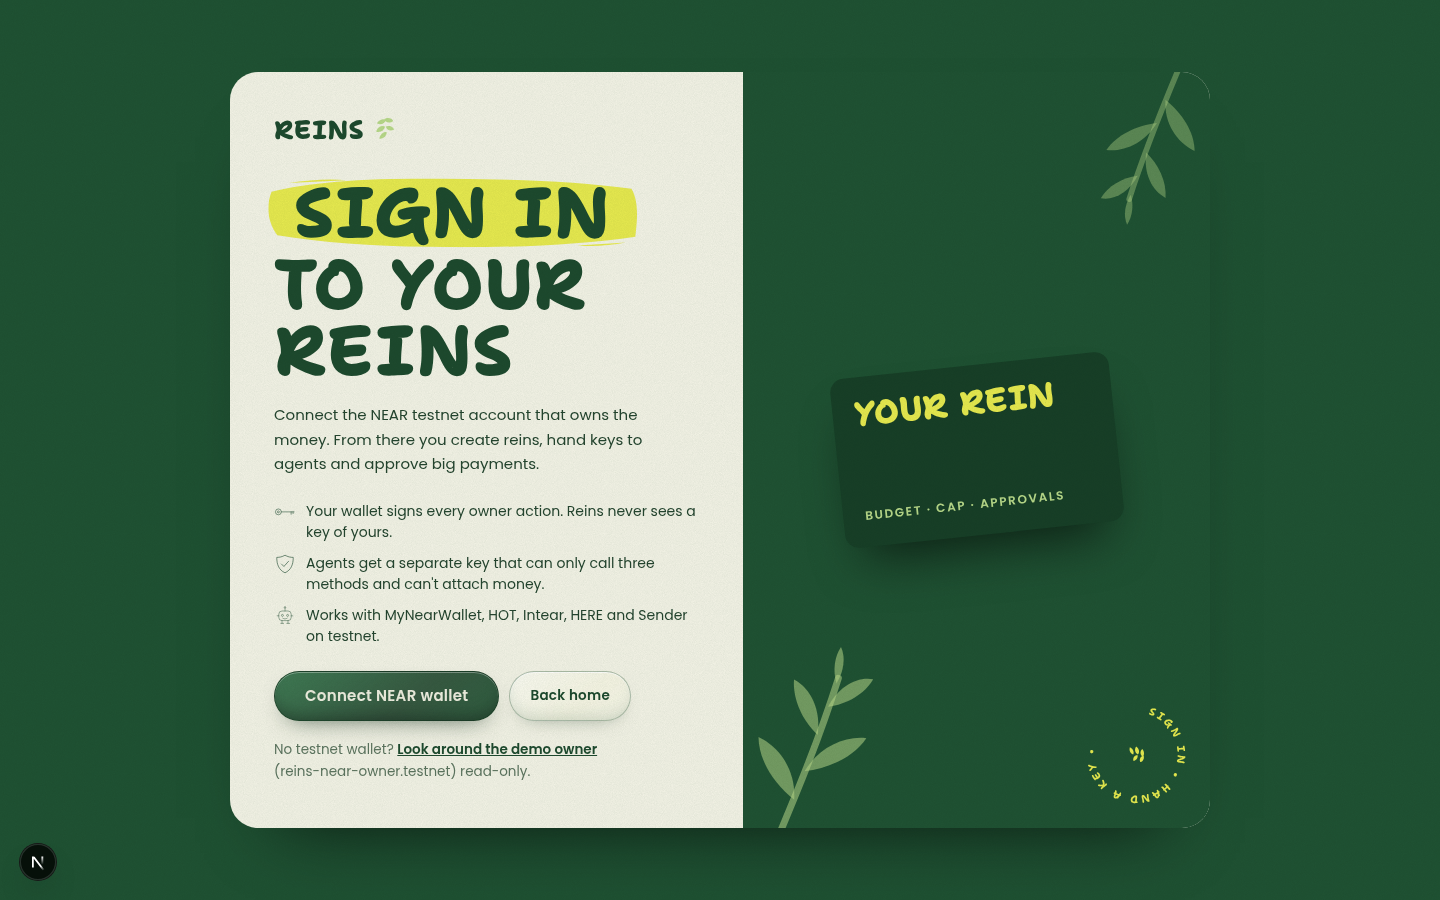 REINS
SIGN IN
TO YOUR
REINS
Connect the NEAR testnet account that owns the
money. From there you create reins, hand keys to
agents and approve big payments.
Your wallet signs every owner action. Reins never sees a
key of yours.
Agents get a separate key that can only call three
methods and can't attach money.
Works with MyNearWallet, HOT, Intear, HERE and Sender
on testnet.
Connect NEAR wallet
Back home
No testnet wallet? Look around the demo owner
(reins-near-owner.testnet) read-only.
YOUR REIN
BUDGET · CAP · APPROVALS
SIGN IN • HAND A KEY •
N